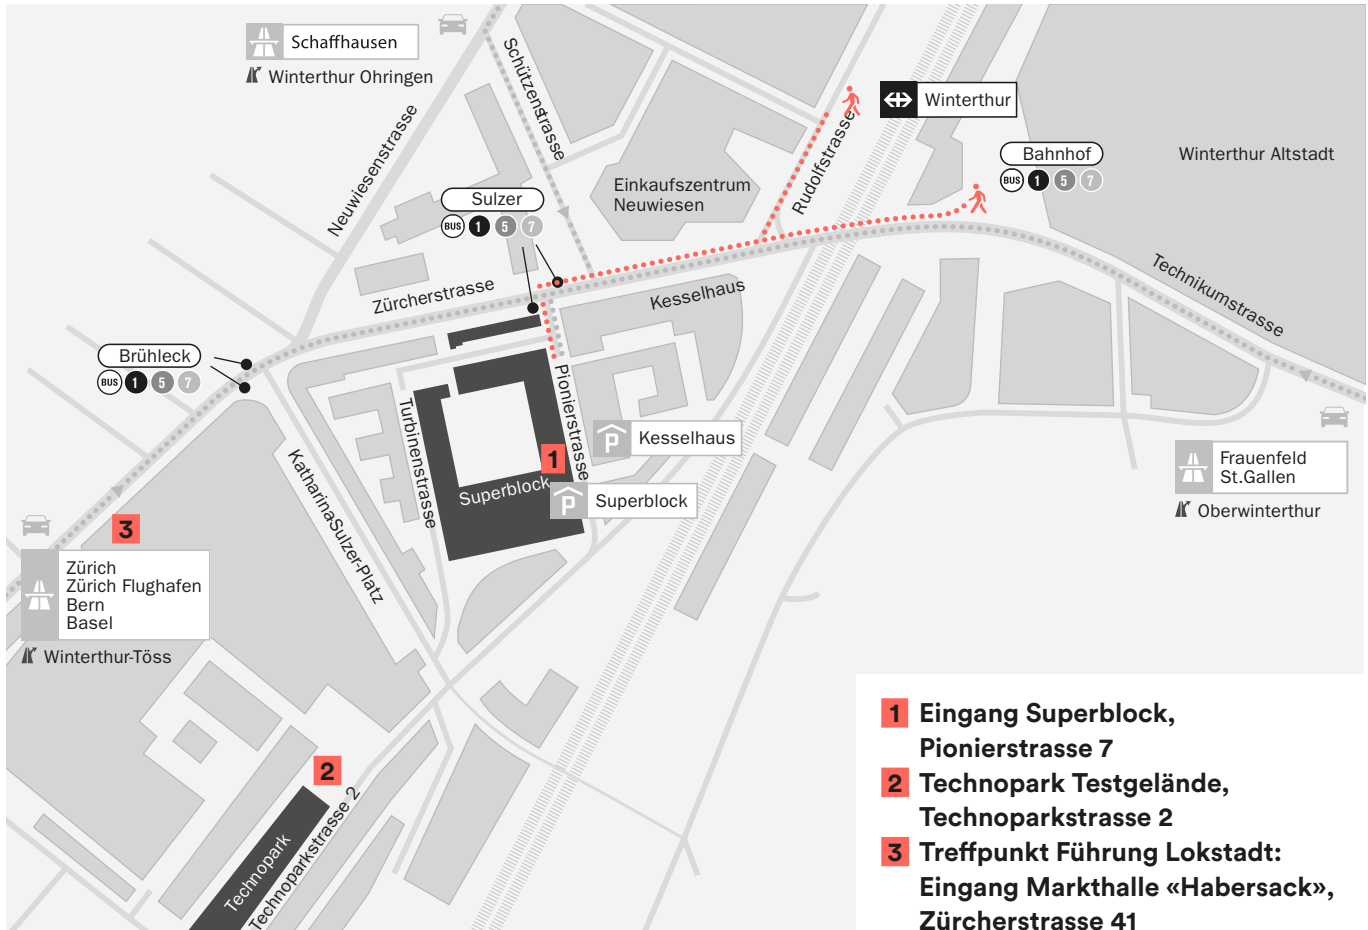 Schaffhausen
Winterthur Ohringen
Neuwiesenstrasse
Schützenstrasse
Rudolfstrasse
Winterthur
Bahnhof
BUS 1 5 7
Winterthur Altstadt
Einkaufszentrum
Neuwiesen
Sulzer
BUS 1 5 7
Zürcherstrasse
Kesselhaus
Technikumstrasse
Brühleck
BUS 1 5 7
Turbinenstrasse
Pionierstrasse
Katharina-Sulzer-Platz
P Kesselhaus
1
Superblock
P Superblock
Frauenfeld
St.Gallen
Oberwinterthur
3
Zürich
Zürich Flughafen
Bern
Basel
Winterthur-Töss
2
Technopark
Technoparkstrasse 2
1 Eingang Superblock,
Pionierstrasse 7
2 Technopark Testgelände,
Technoparkstrasse 2
3 Treffpunkt Führung Lokstadt:
Eingang Markthalle «Habersack»,
Zürcherstrasse 41